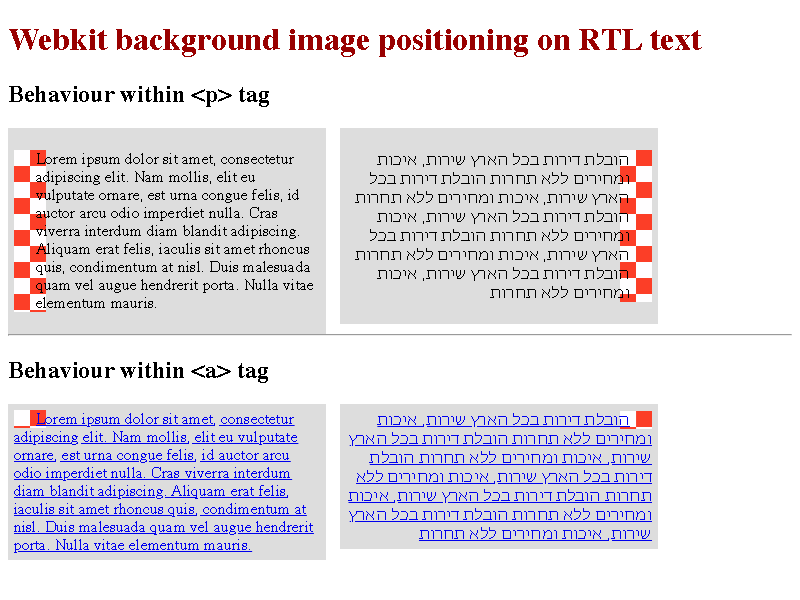 Webkit background image positioning on RTL text
Behaviour within <p> tag
Lorem ipsum dolor sit amet, consectetur
adipiscing elit. Nam mollis, elit eu
vulputate ornare, est urna congue felis, id
auctor arcu odio imperdiet nulla. Cras
viverra interdum diam blandit adipiscing.
Aliquam erat felis, iaculis sit amet rhoncus
quis, condimentum at nisl. Duis malesuada
quam vel augue hendrerit porta. Nulla vitae
elementum mauris.
הובלת דירות בכל הארץ שירות, איכות
ומחירים ללא תחרות הובלת דירות בכל
הארץ שירות, איכות ומחירים ללא תחרות
הובלת דירות בכל הארץ שירות, איכות
ומחירים ללא תחרות הובלת דירות בכל
הארץ שירות, איכות ומחירים ללא תחרות
הובלת דירות בכל הארץ שירות, איכות
ומחירים ללא תחרות
Behaviour within <a> tag
Lorem ipsum dolor sit amet, consectetur
adipiscing elit. Nam mollis, elit eu vulputate
ornare, est urna congue felis, id auctor arcu
odio imperdiet nulla. Cras viverra interdum
diam blandit adipiscing. Aliquam erat felis,
iaculis sit amet rhoncus quis, condimentum at
nisl. Duis malesuada quam vel augue hendrerit
porta. Nulla vitae elementum mauris.
הובלת דירות בכל הארץ שירות, איכות
ומחירים ללא תחרות הובלת דירות בכל הארץ
שירות, איכות ומחירים ללא תחרות הובלת
דירות בכל הארץ שירות, איכות ומחירים ללא
תחרות הובלת דירות בכל הארץ שירות, איכות
ומחירים ללא תחרות הובלת דירות בכל הארץ
שירות, איכות ומחירים ללא תחרות